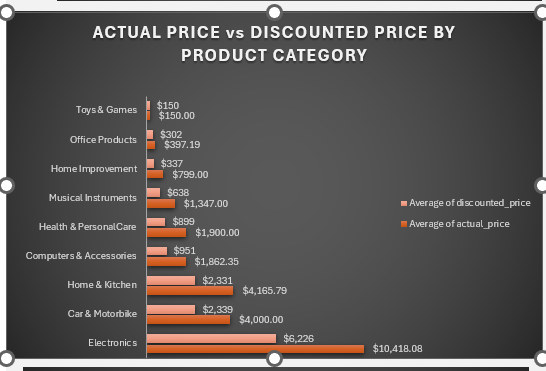 ACTUAL PRICE vs DISCOUNTED PRICE BY
PRODUCT CATEGORY
Toys & Games
$150
$150.00
Office Products
$302
$397.19
Home Improvement
$337
$799.00
Musical Instruments
$638
$1,347.00
Health & PersonalCare
$899
$1,900.00
Computers & Accessories
$951
$1,862.35
Home & Kitchen
$2,331
$4,165.79
Car & Motorbike
$2,339
$4,000.00
Electronics
$6,226
$10,418.08
Average of discounted_price
Average of actual_price